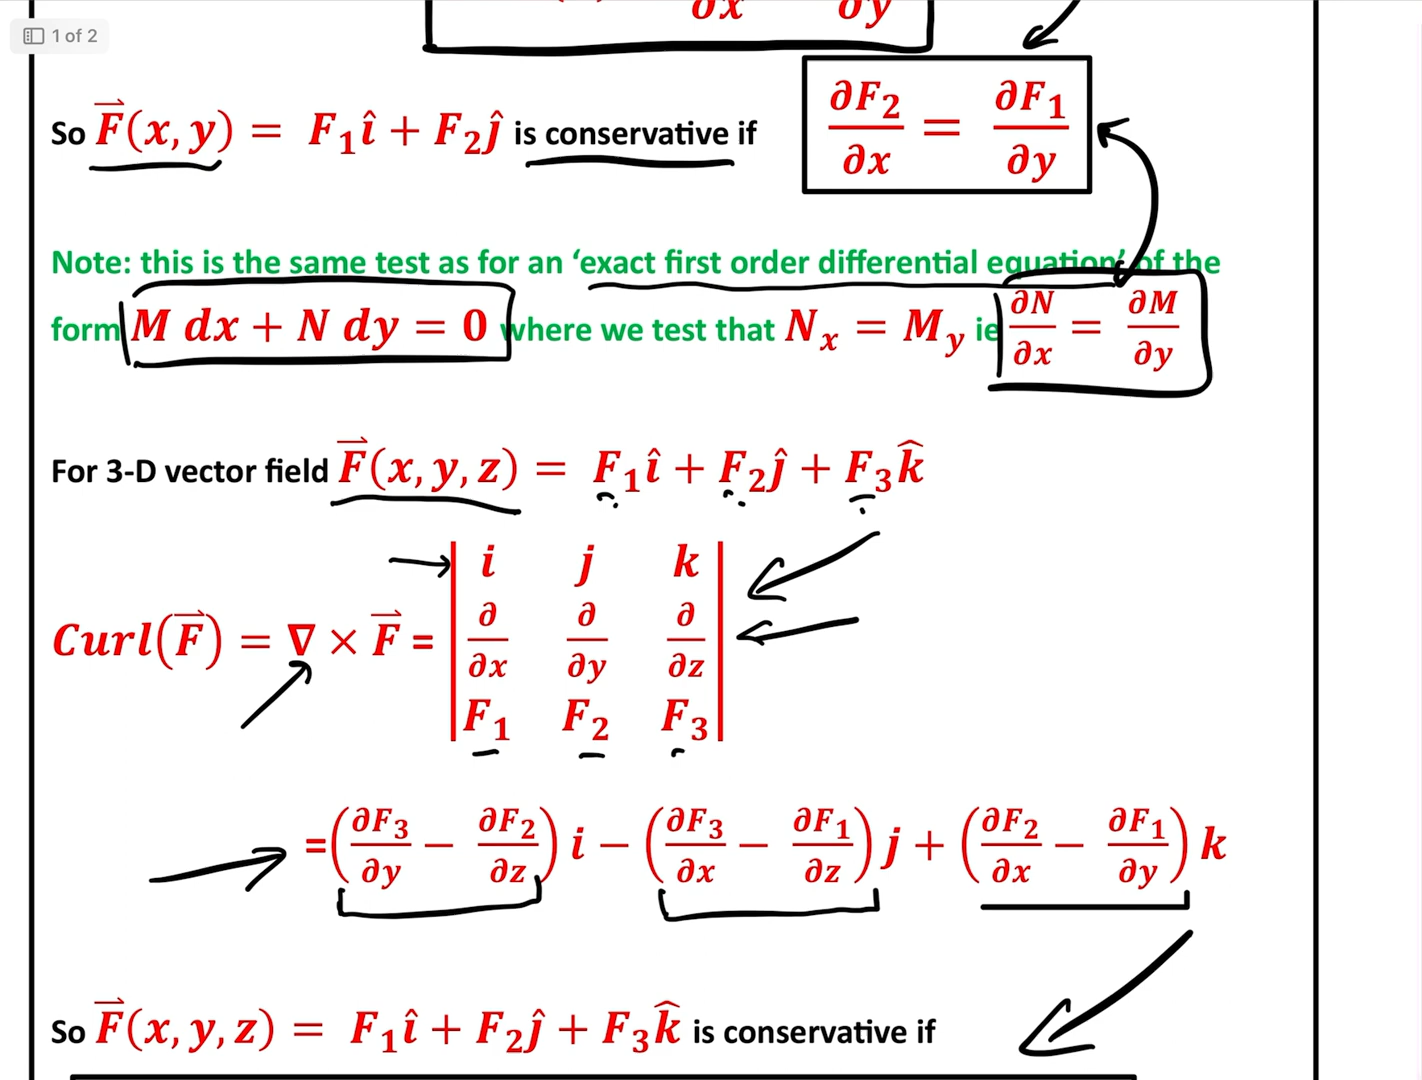 1 of 2
∂x ∂y
So F⃗(x, y) = F₁î + F₂ĵ is conservative if ∂F₂/∂x = ∂F₁/∂y
Note: this is the same test as for an ‘exact first order differential equation’ of the
form M dx + N dy = 0 where we test that Nₓ = Mᵧ ie ∂N/∂x = ∂M/∂y
For 3-D vector field F⃗(x, y, z) = F₁î + F₂ĵ + F₃k̂
i j k
Curl(F⃗) = ∇ × F⃗ = ∂/∂x ∂/∂y ∂/∂z
F₁ F₂ F₃
=(∂F₃/∂y − ∂F₂/∂z) i − (∂F₃/∂x − ∂F₁/∂z) j + (∂F₂/∂x − ∂F₁/∂y) k
So F⃗(x, y, z) = F₁î + F₂ĵ + F₃k̂ is conservative if